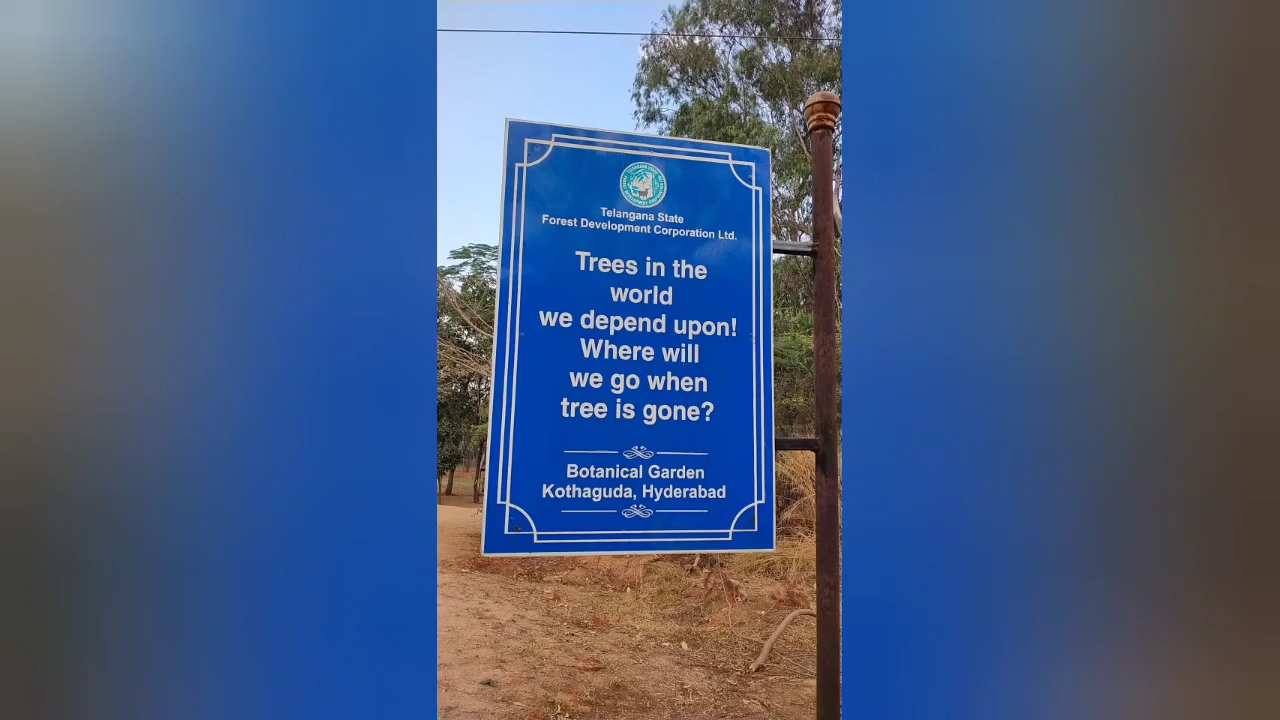 Telangana State
Forest Development Corporation Ltd.
Trees in the
world
we depend upon!
Where will
we go when
tree is gone?
Botanical Garden
Kothaguda, Hyderabad